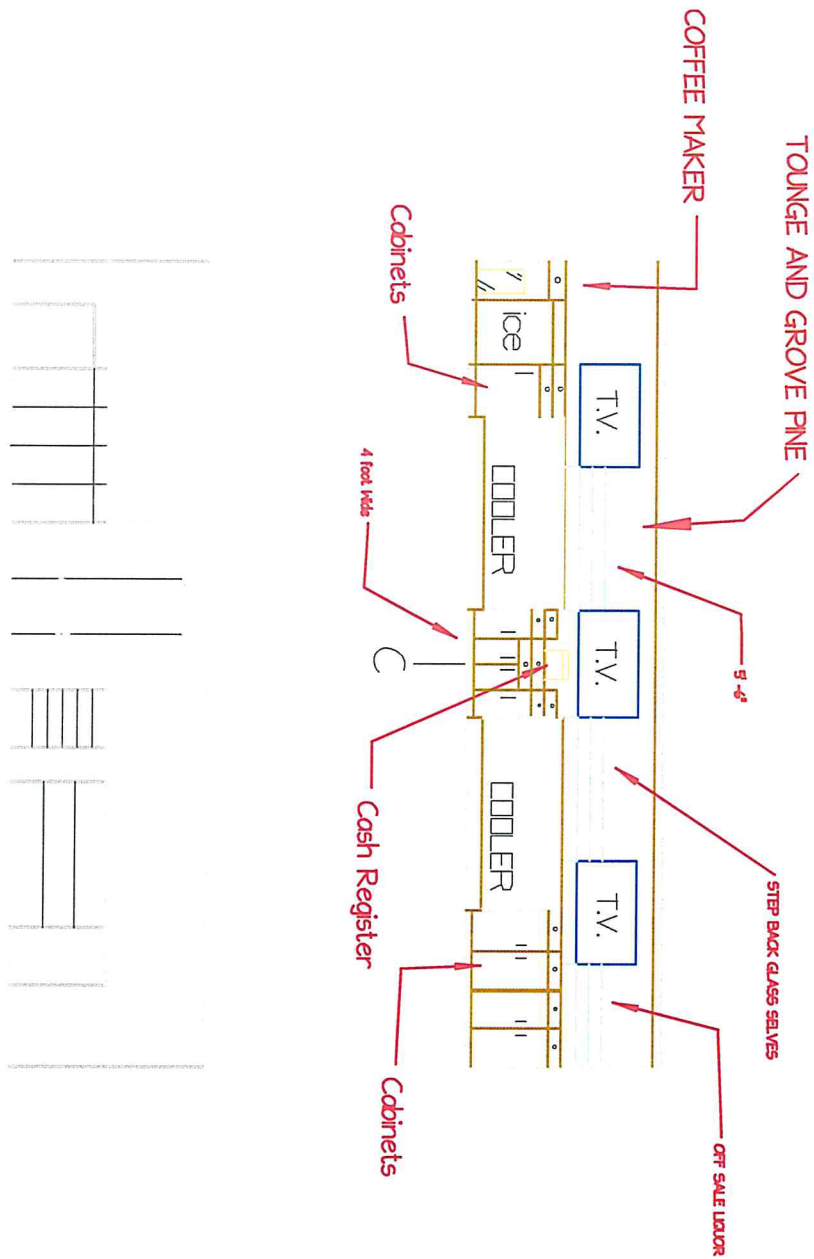 TOUNGE AND GROVE PINE
COFFEE MAKER
5'-6"
STEP BACK GLASS SELVES
OFF SALE LIQUOR
T.V.
T.V.
T.V.
ice
COOLER
COOLER
Cabinets
4 foot Wide
C
Cash Register
Cabinets